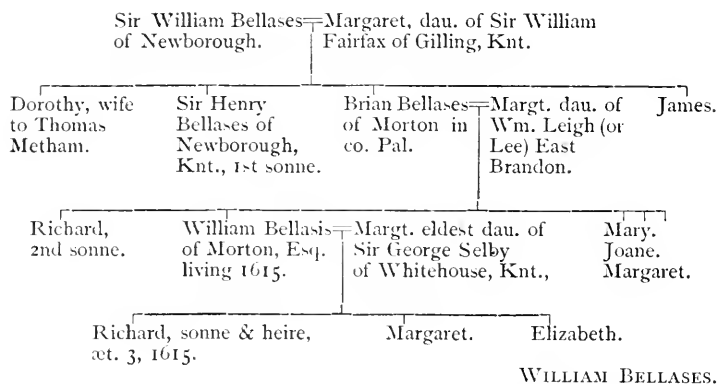 Sir William Bellases=Margaret, dau. of Sir William
of Newborough. Fairfax of Gilling, Knt.
Dorothy, wife
to Thomas
Metham.
Sir Henry
Bellases of
Newborough,
Knt., 1st sonne.
Brian Bellases=Margt. dau. of
of Morton in Wm. Leigh (or
co. Pal. Lee) East
Brandon.
James.
Richard,
2nd sonne.
William Bellasis=Margt. eldest dau. of
of Morton, Esq. Sir George Selby
living 1615. of Whitehouse, Knt.,
Mary.
Joane.
Margaret.
Richard, sonne & heire,
æt. 3, 1615.
Margaret.
Elizabeth.
WILLIAM BELLASES.